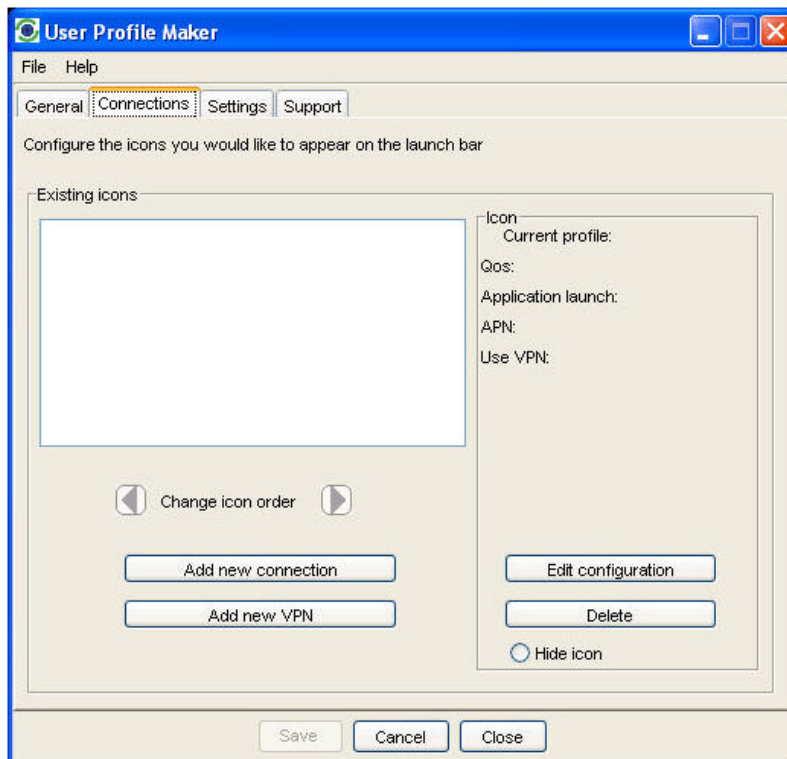 User Profile Maker
File Help
General Connections Settings Support
Configure the icons you would like to appear on the launch bar
Existing icons
Icon
Current profile:
Qos:
Application launch:
APN:
Use VPN:
Change icon order
Add new connection
Edit configuration
Add new VPN
Delete
Hide icon
Save Cancel Close